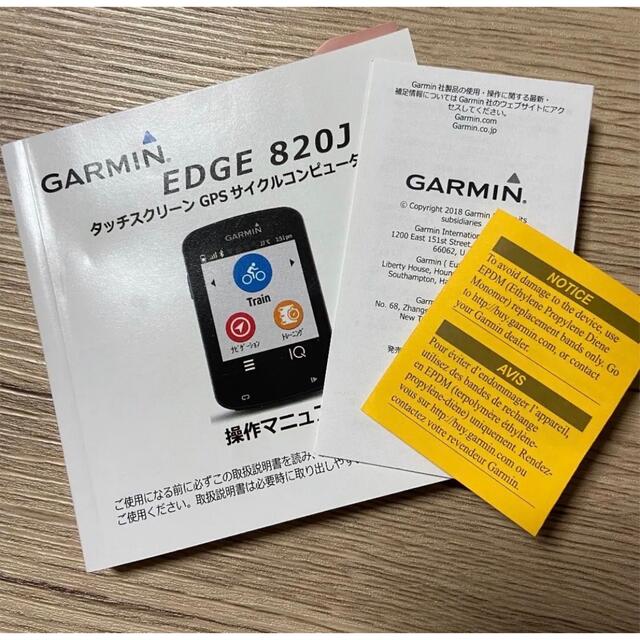 GARMIN
EDGE 820J
タッチスクリーン GPS サイクルコンピュータ
GARMIN
Train
ナビゲーション
トレーニング
IQ
操作マニュ
ご使用になる前に必ずこの取扱説明書を読み、
ご使用ください。取扱説明書は必要時に取り出しやす
Garmin 社製品の使用・操作に関する最新・
補足情報については Garmin 社のウェブサイトにアク
セスしてください。
Garmin.com
Garmin.co.jp
GARMIN
© Copyright 2018 Garmin its
subsidiaries
Garmin International
1200 East 151st Street,
66062, U
Garmin ( Eu
Liberty House, Houn
Southampton, Ha
Garmin
No. 68, Zhangs
New T
発売
NOTICE
To avoid damage to the device, use
EPDM (Ethylene Propylene Diene
Monomer) replacement bands only. Go
to http://buy.garmin.com, or contact
your Garmin dealer.
AVIS
Pour éviter d'endommager l'appareil,
utilisez des bandes de rechange
en EPDM (terpolymère éthylène-
propylène-diène) uniquement. Rendez-
vous sur http://buy.garmin.com ou
contactez votre revendeur Garmin.